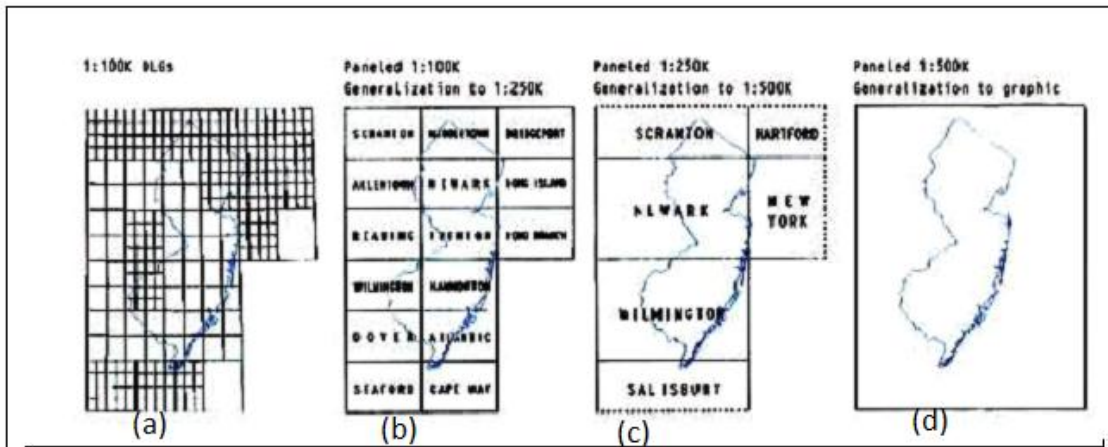 1:100K DLGs
(a)
Paneled 1:100K
Generalization to 1:250K
SCRANTON MIDDLETOWN BRIDGEPORT
ALLENTOWN NEWARK LONG ISLAND
READING TRENTON LONG BRANCH
WILMINGTON HAMMONTON
DOVER ATLANTIC
SEAFORD CAPE MAY
(b)
Paneled 1:250K
Generalization to 1:500K
SCRANTON HARTFORD
NEWARK NEW
YORK
WILMINGTON
SALISBURY
(c)
Paneled 1:500K
Generalization to graphic
(d)